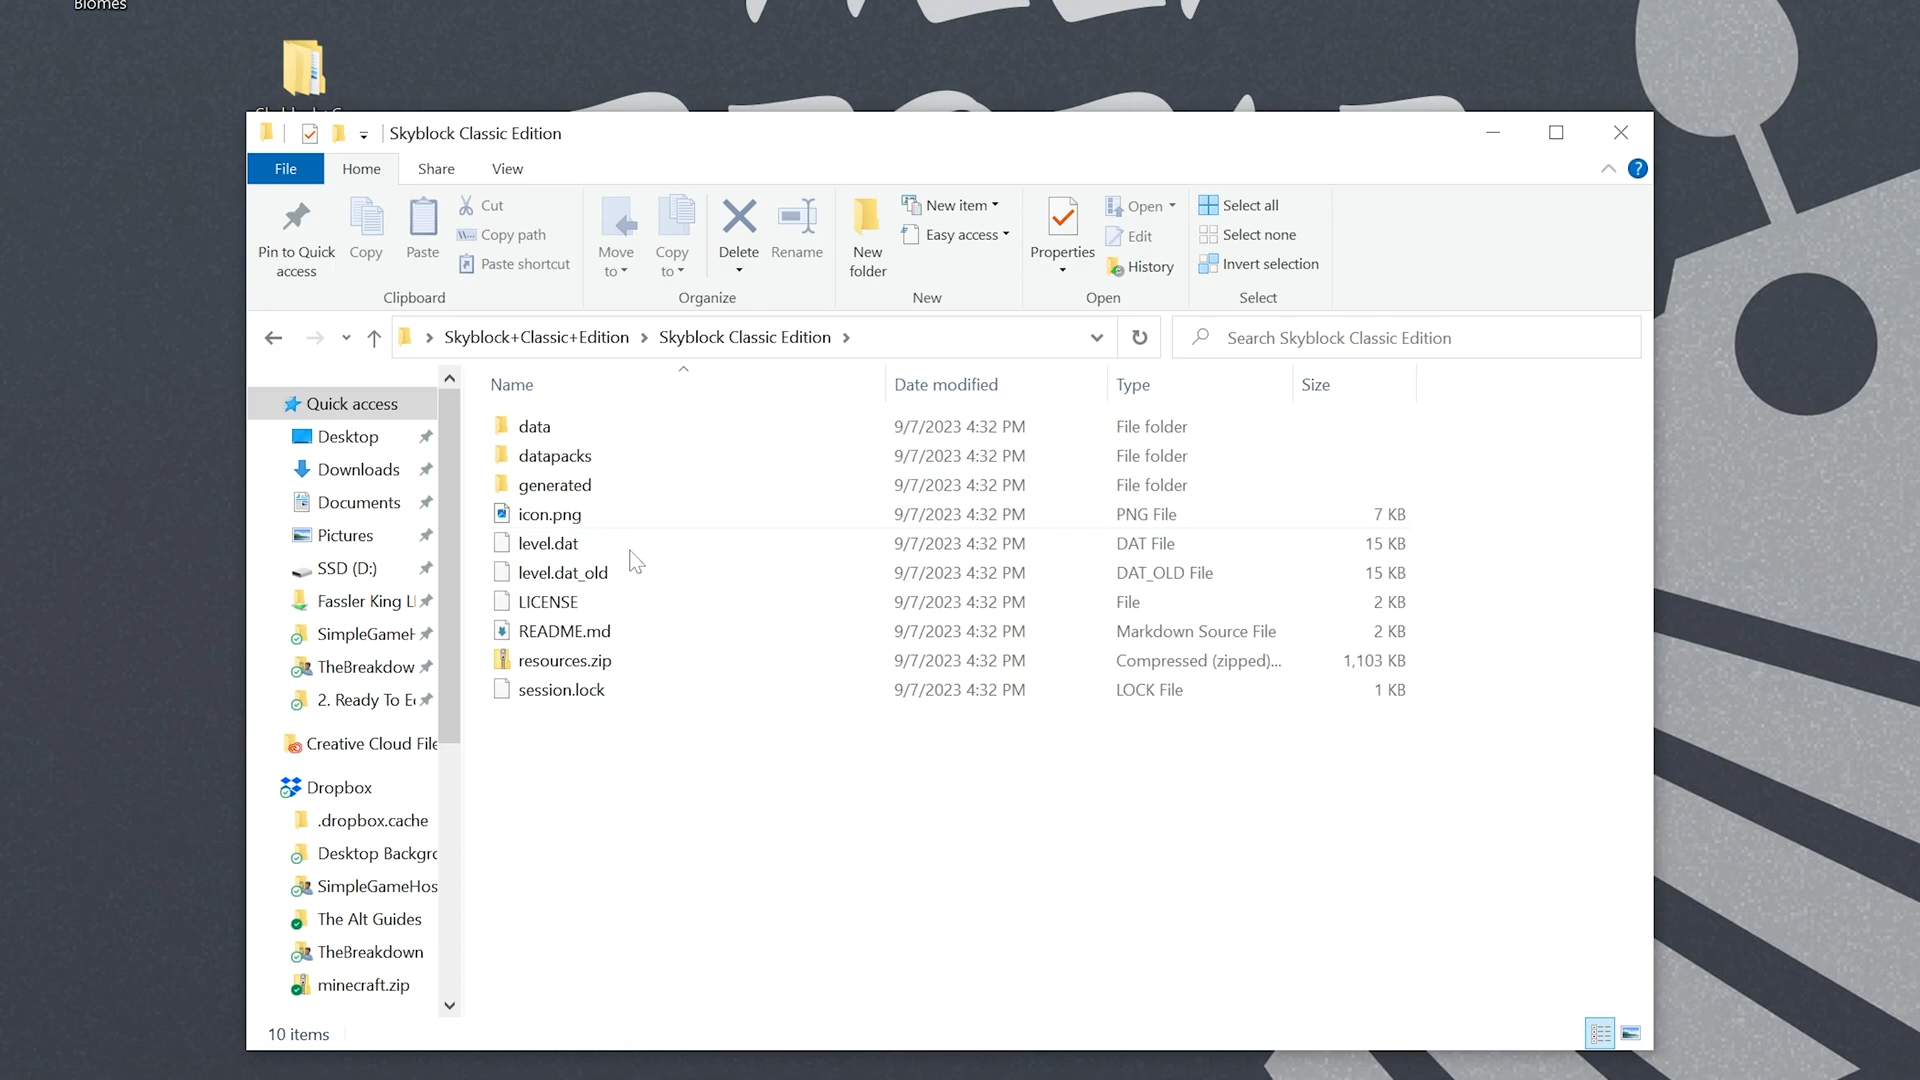 Biomes
Skyblock Classic Edition
File Home Share View
Pin to Quick access
Copy
Paste
Cut
Copy path
Paste shortcut
Clipboard
Move to
Copy to
Delete
Rename
Organize
New folder
New item
Easy access
New
Properties
Open
Edit
History
Open
Select all
Select none
Invert selection
Select
Skyblock+Classic+Edition Skyblock Classic Edition
Search Skyblock Classic Edition
Quick access
Desktop
Downloads
Documents
Pictures
SSD (D:)
Fassler King
SimpleGame
TheBreakdow
2. Ready To
Creative Cloud File
Dropbox
.dropbox.cache
Desktop Backgr
SimpleGameHos
The Alt Guides
TheBreakdown
minecraft.zip
Name Date modified Type Size
data 9/7/2023 4:32 PM File folder
datapacks 9/7/2023 4:32 PM File folder
generated 9/7/2023 4:32 PM File folder
icon.png 9/7/2023 4:32 PM PNG File 7 KB
level.dat 9/7/2023 4:32 PM DAT File 15 KB
level.dat_old 9/7/2023 4:32 PM DAT_OLD File 15 KB
LICENSE 9/7/2023 4:32 PM File 2 KB
README.md 9/7/2023 4:32 PM Markdown Source File 2 KB
resources.zip 9/7/2023 4:32 PM Compressed (zipped)... 1,103 KB
session.lock 9/7/2023 4:32 PM LOCK File 1 KB
10 items